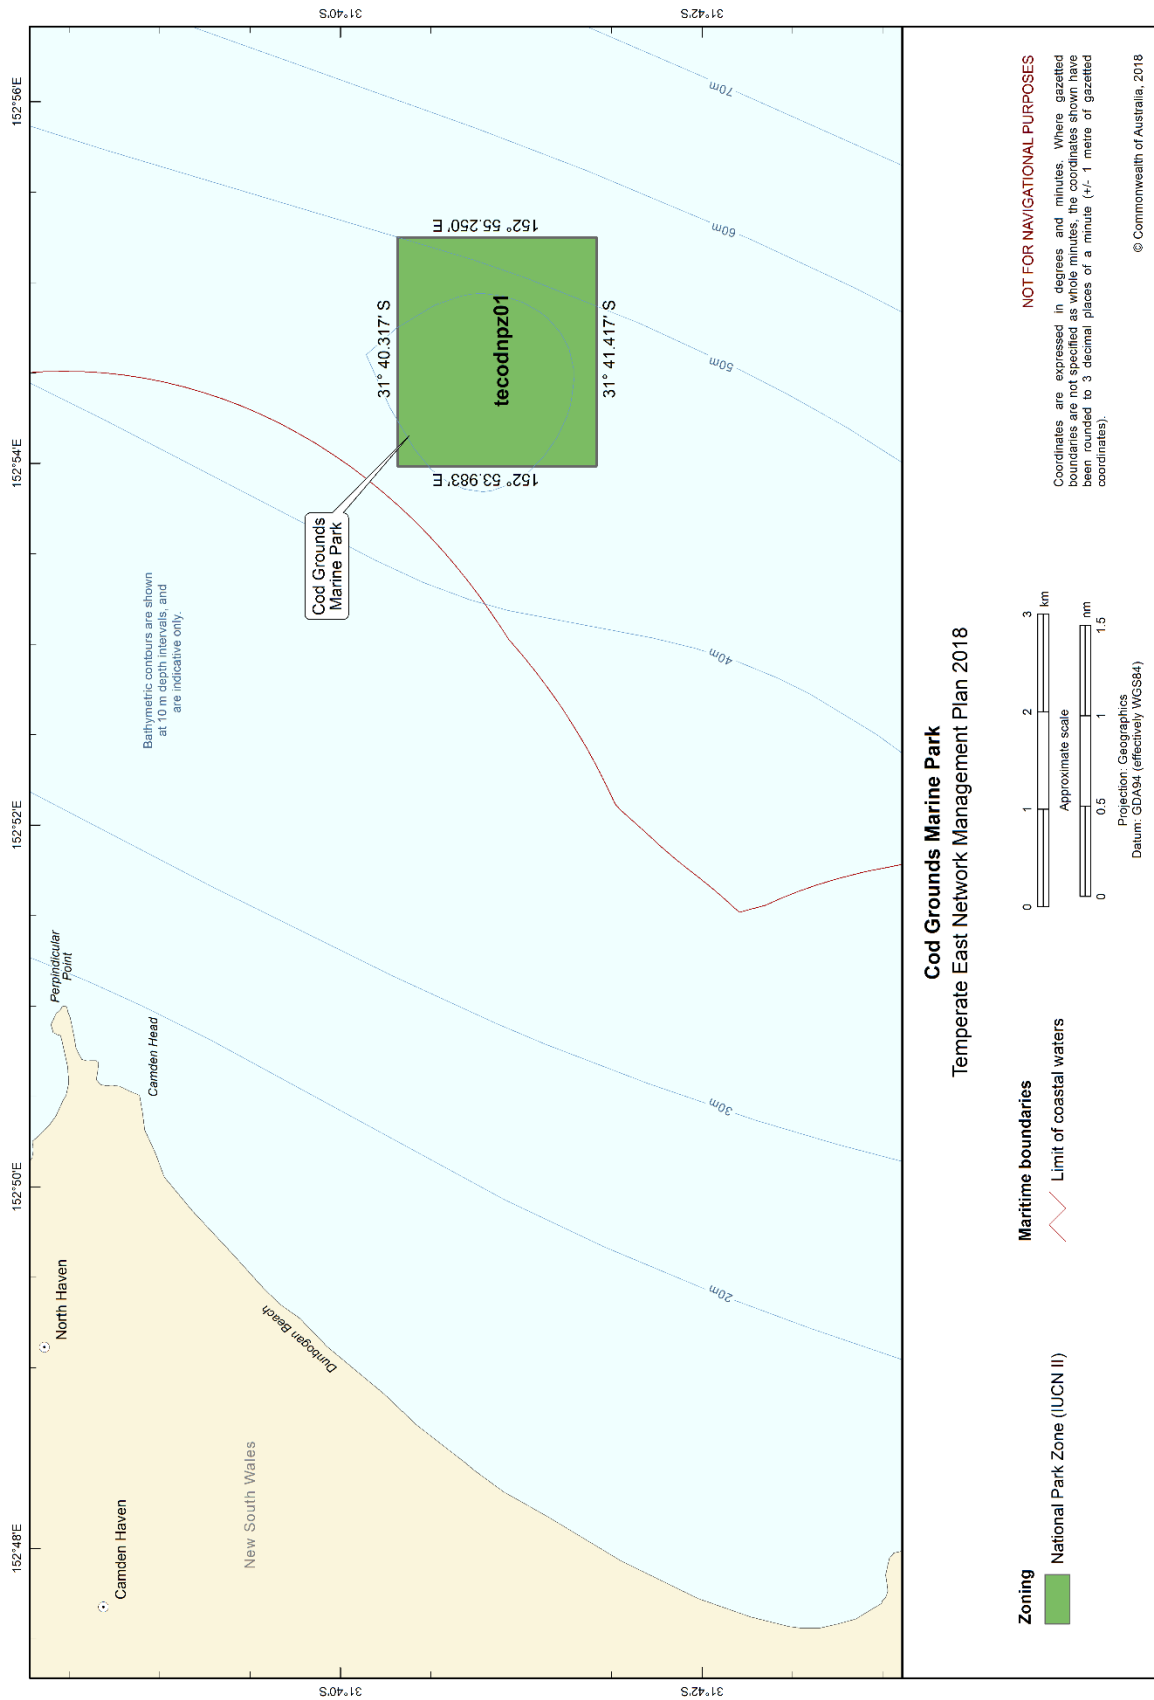 152°48'E
152°50'E
152°52'E
152°54'E
152°56'E
31°40'S
31°40'S
31°42'S
31°42'S
Camden Haven
North Haven
New South Wales
Dunbogan Beach
Camden Head
Perpindicular
Point
Bathymetric contours are shown
at 10 m depth intervals, and
are indicative only.
Cod Grounds
Marine Park
31° 40.317' S
152° 53.983' E
tecodnpz01
152° 55.250' E
31° 41.417' S
20m
30m
40m
50m
60m
70m
Cod Grounds Marine Park
Temperate East Network Management Plan 2018
Zoning
National Park Zone (IUCN II)
Maritime boundaries
Limit of coastal waters
0 1 2 3
km
Approximate scale
nm
0 0.5 1 1.5
Projection: Geographics
Datum: GDA94 (effectively WGS84)
NOT FOR NAVIGATIONAL PURPOSES
Coordinates are expressed in degrees and minutes. Where gazetted
boundaries are not specified as whole minutes, the coordinates shown have
been rounded to 3 decimal places of a minute (+/- 1 metre of gazetted
coordinates).
© Commonwealth of Australia, 2018